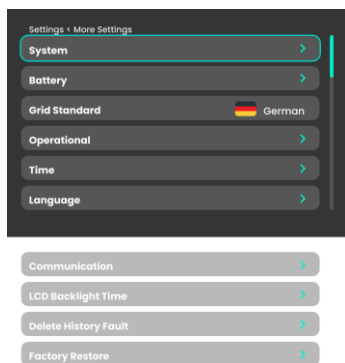 Settings < More Settings
System
Battery
Grid Standard German
Operational
Time
Language
Communication
LCD Backlight Time
Delete History Fault
Factory Restore